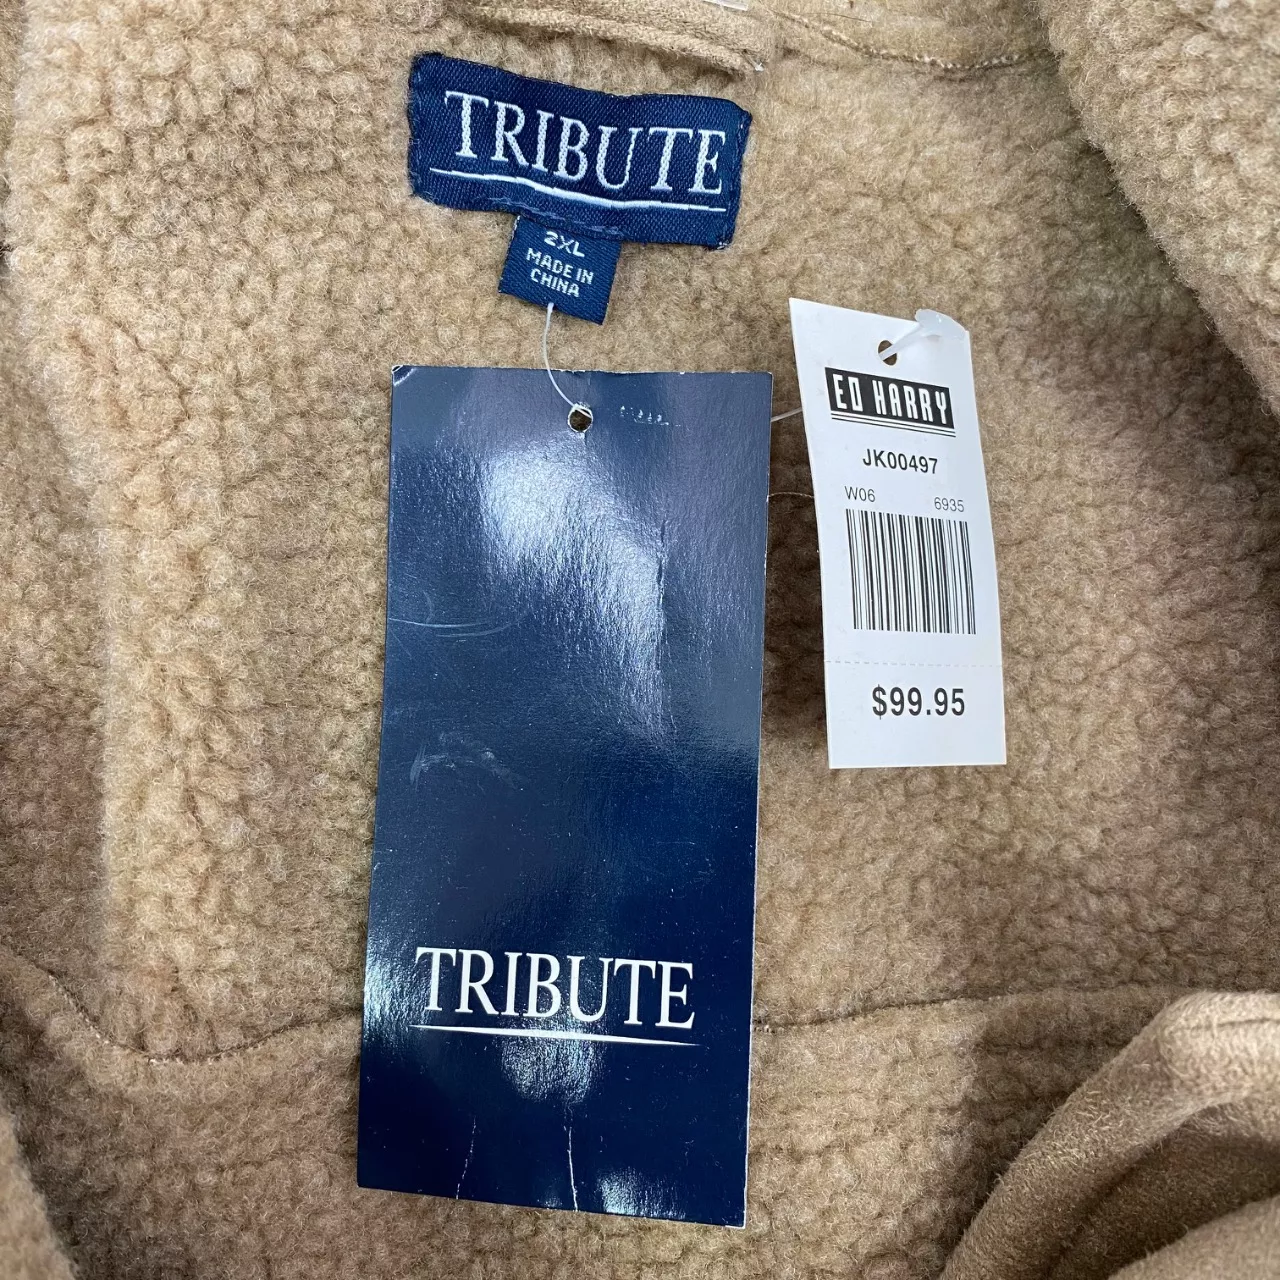 TRIBUTE
2XL
MADE IN
CHINA
ED HARRY
JK00497
W06 6935
$99.95
TRIBUTE